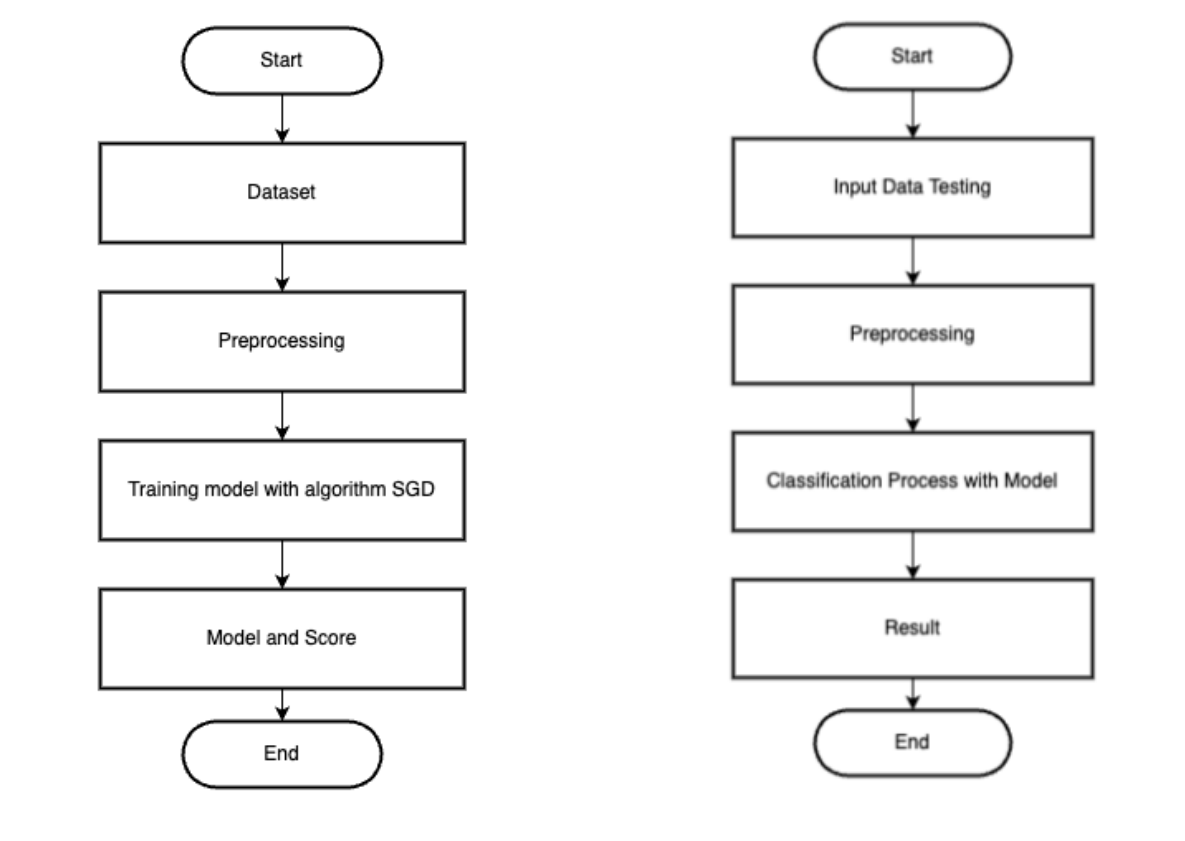 Start
Dataset
Preprocessing
Training model with algorithm SGD
Model and Score
End
Start
Input Data Testing
Preprocessing
Classification Process with Model
Result
End